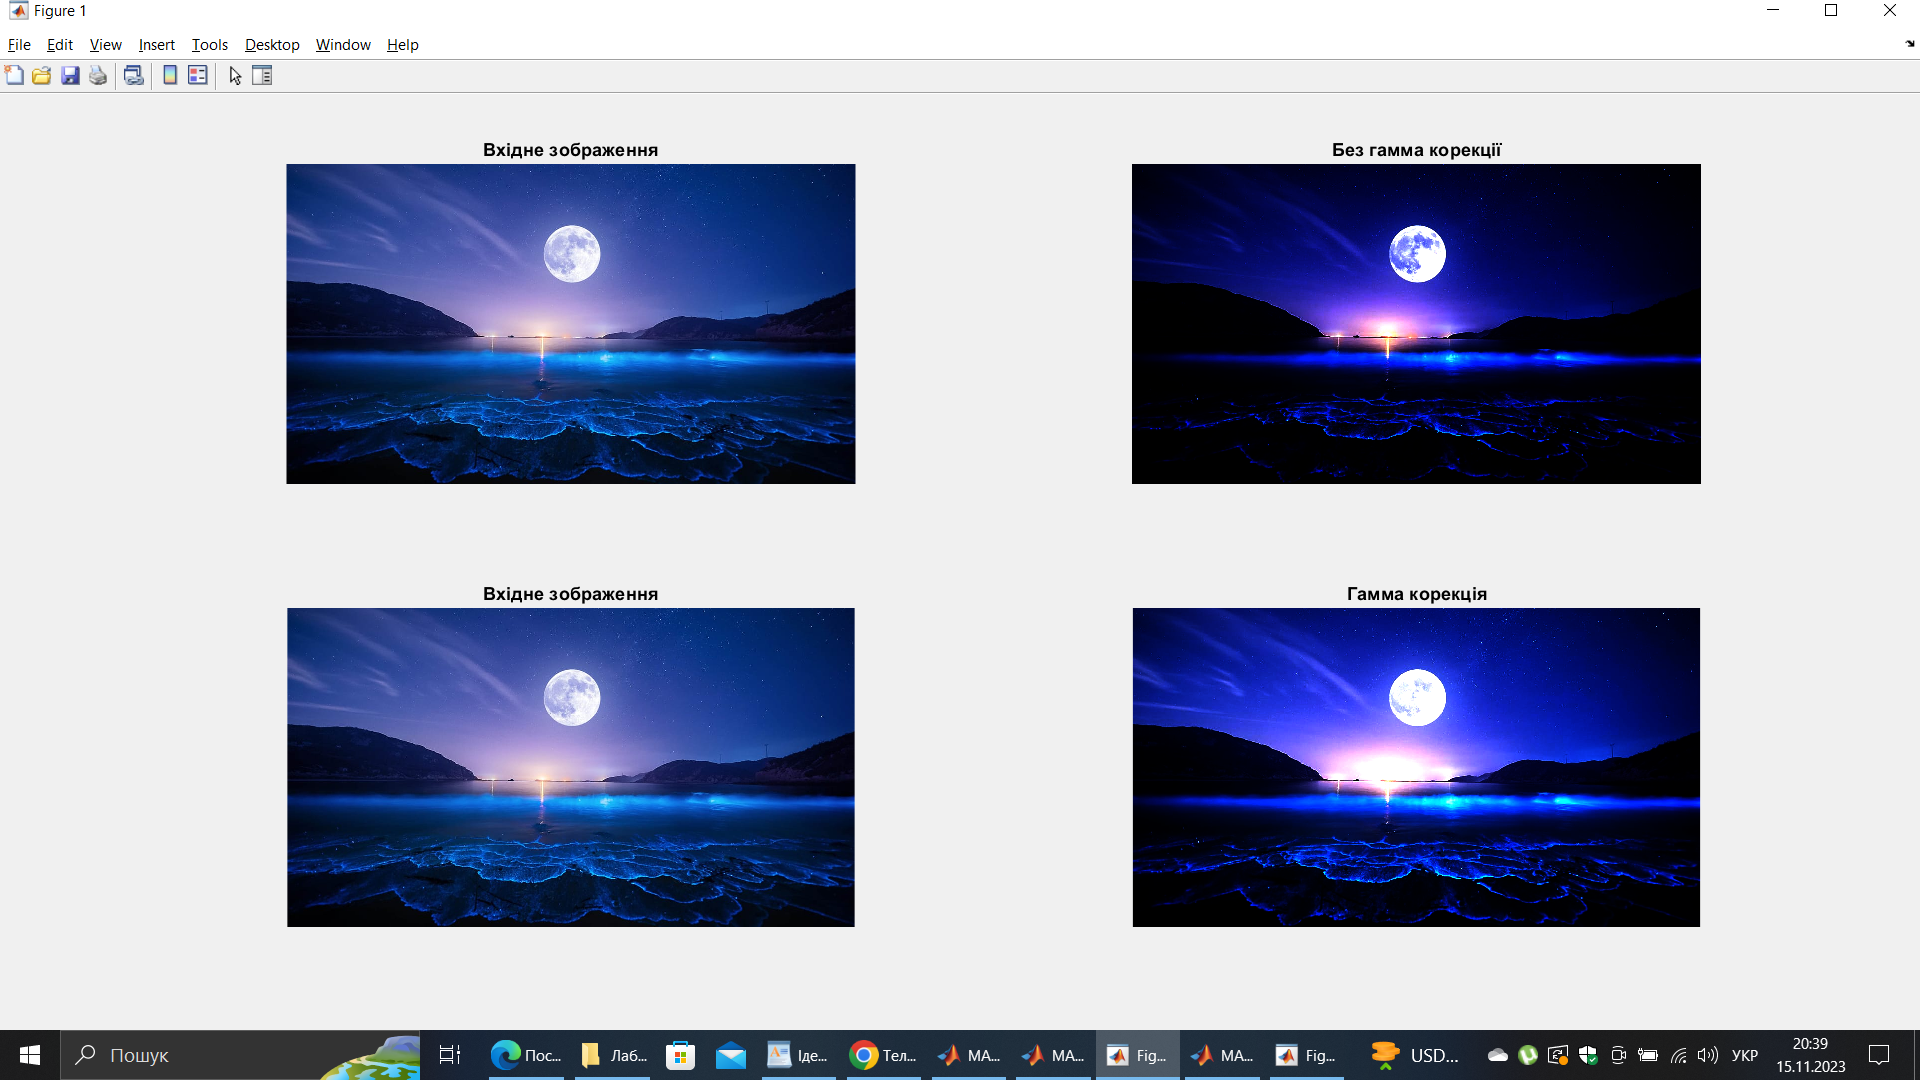 Figure 1
File Edit View Insert Tools Desktop Window Help
Вхідне зображення
Без гамма корекції
Вхідне зображення
Гамма корекція
Пошук
Пос...
Лаб...
Іде...
Тел...
MA...
MA...
Fig...
MA...
Fig...
USD...
УКР
20:39
15.11.2023